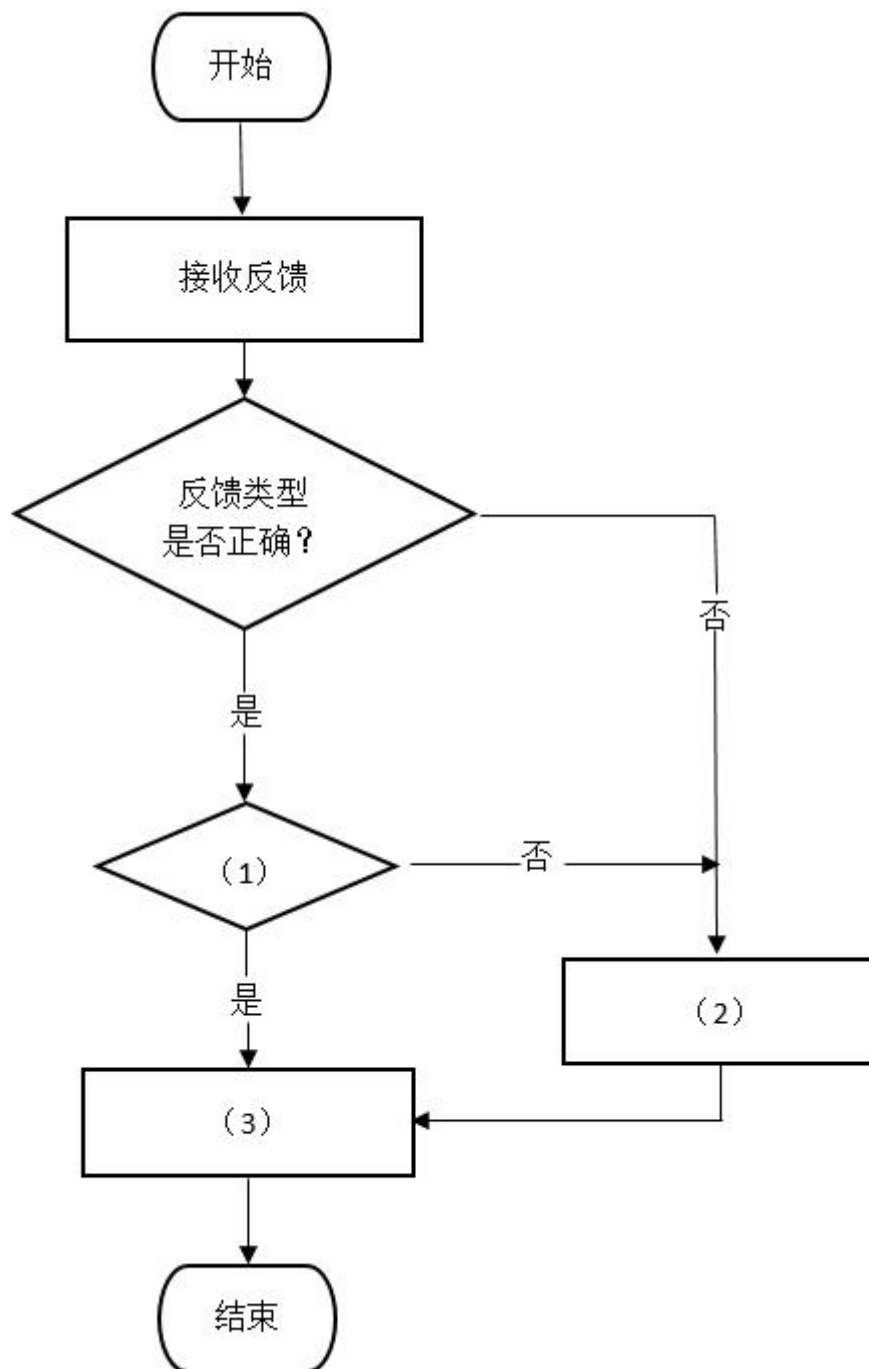 开始
接收反馈
反馈类型
是否正确？
否
是
（1）
否
是
（2）
（3）
结束